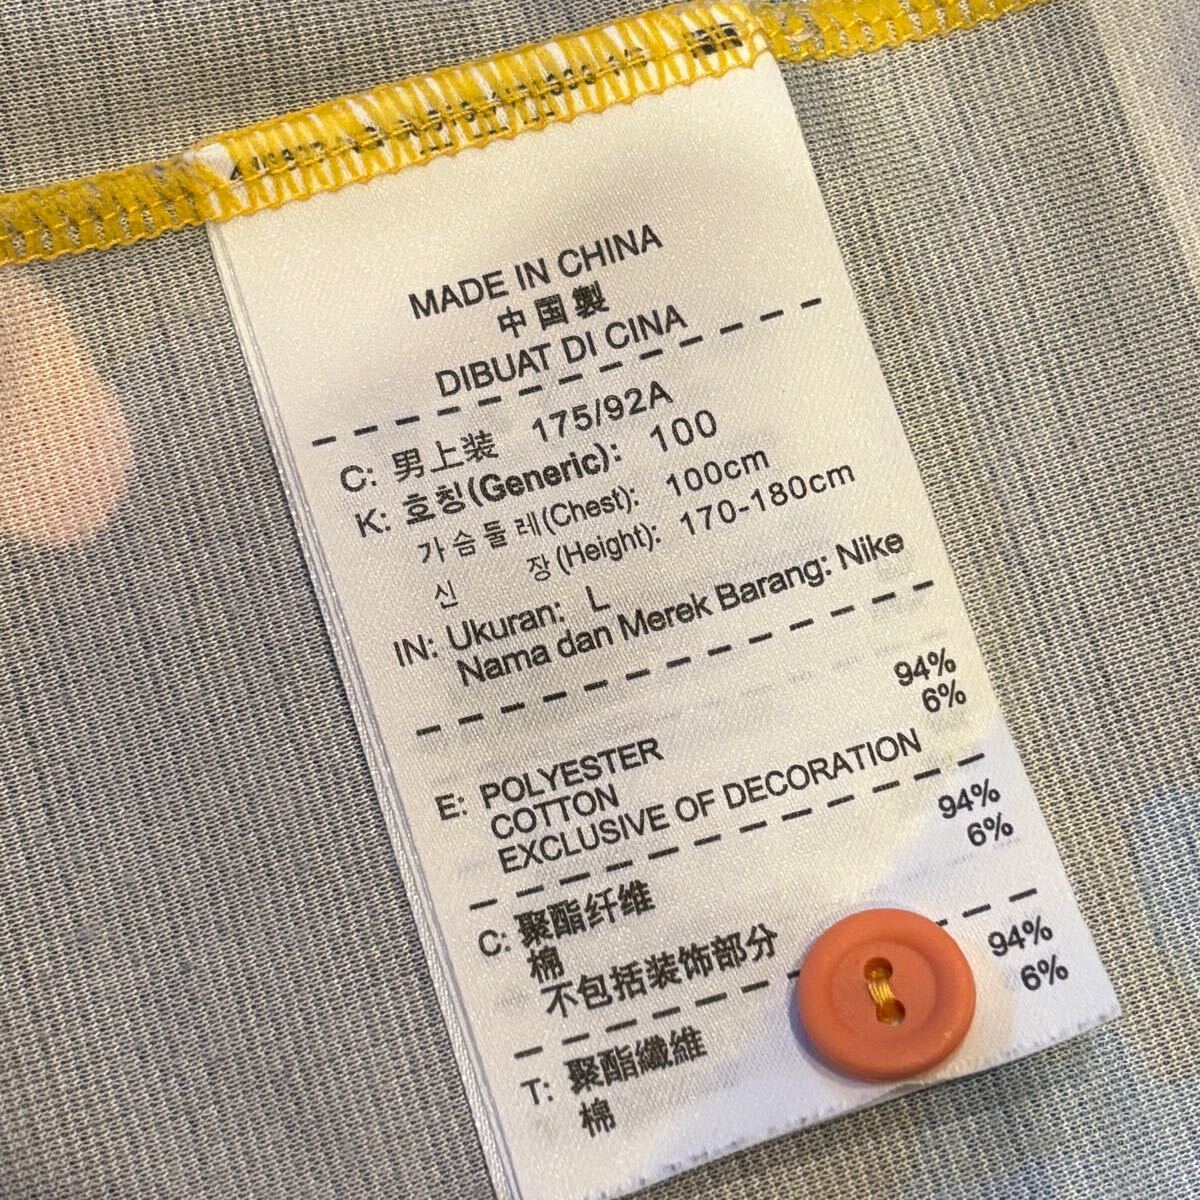 MADE IN CHINA
中国製
DIBUAT DI CINA
C: 男上装 175/92A
K: 호칭(Generic): 100
가슴둘레(Chest): 100cm
신 장(Height): 170-180cm
IN: Ukuran: L
Nama dan Merek Barang: Nike
E: POLYESTER 94%
COTTON 6%
EXCLUSIVE OF DECORATION
C: 聚酯纤维 94%
棉 6%
不包括装饰部分
T: 聚酯纖維 94%
棉 6%